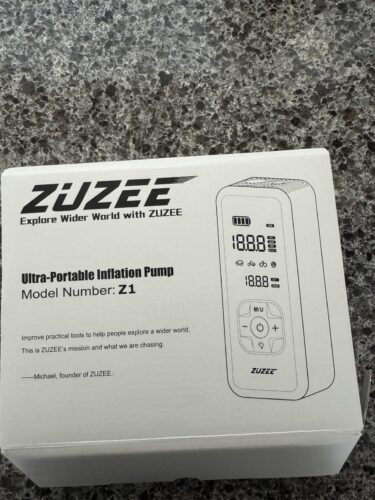 ZUZEE
Explore Wider World with ZUZEE
Ultra-Portable Inflation Pump
Model Number: Z1
Improve practical tools to help people explore a wider world.
This is ZUZEE's mission and what we are chasing.
——Michael, founder of ZUZEE.
18.8.8
18.8.8
M/U
− +
ZUZEE